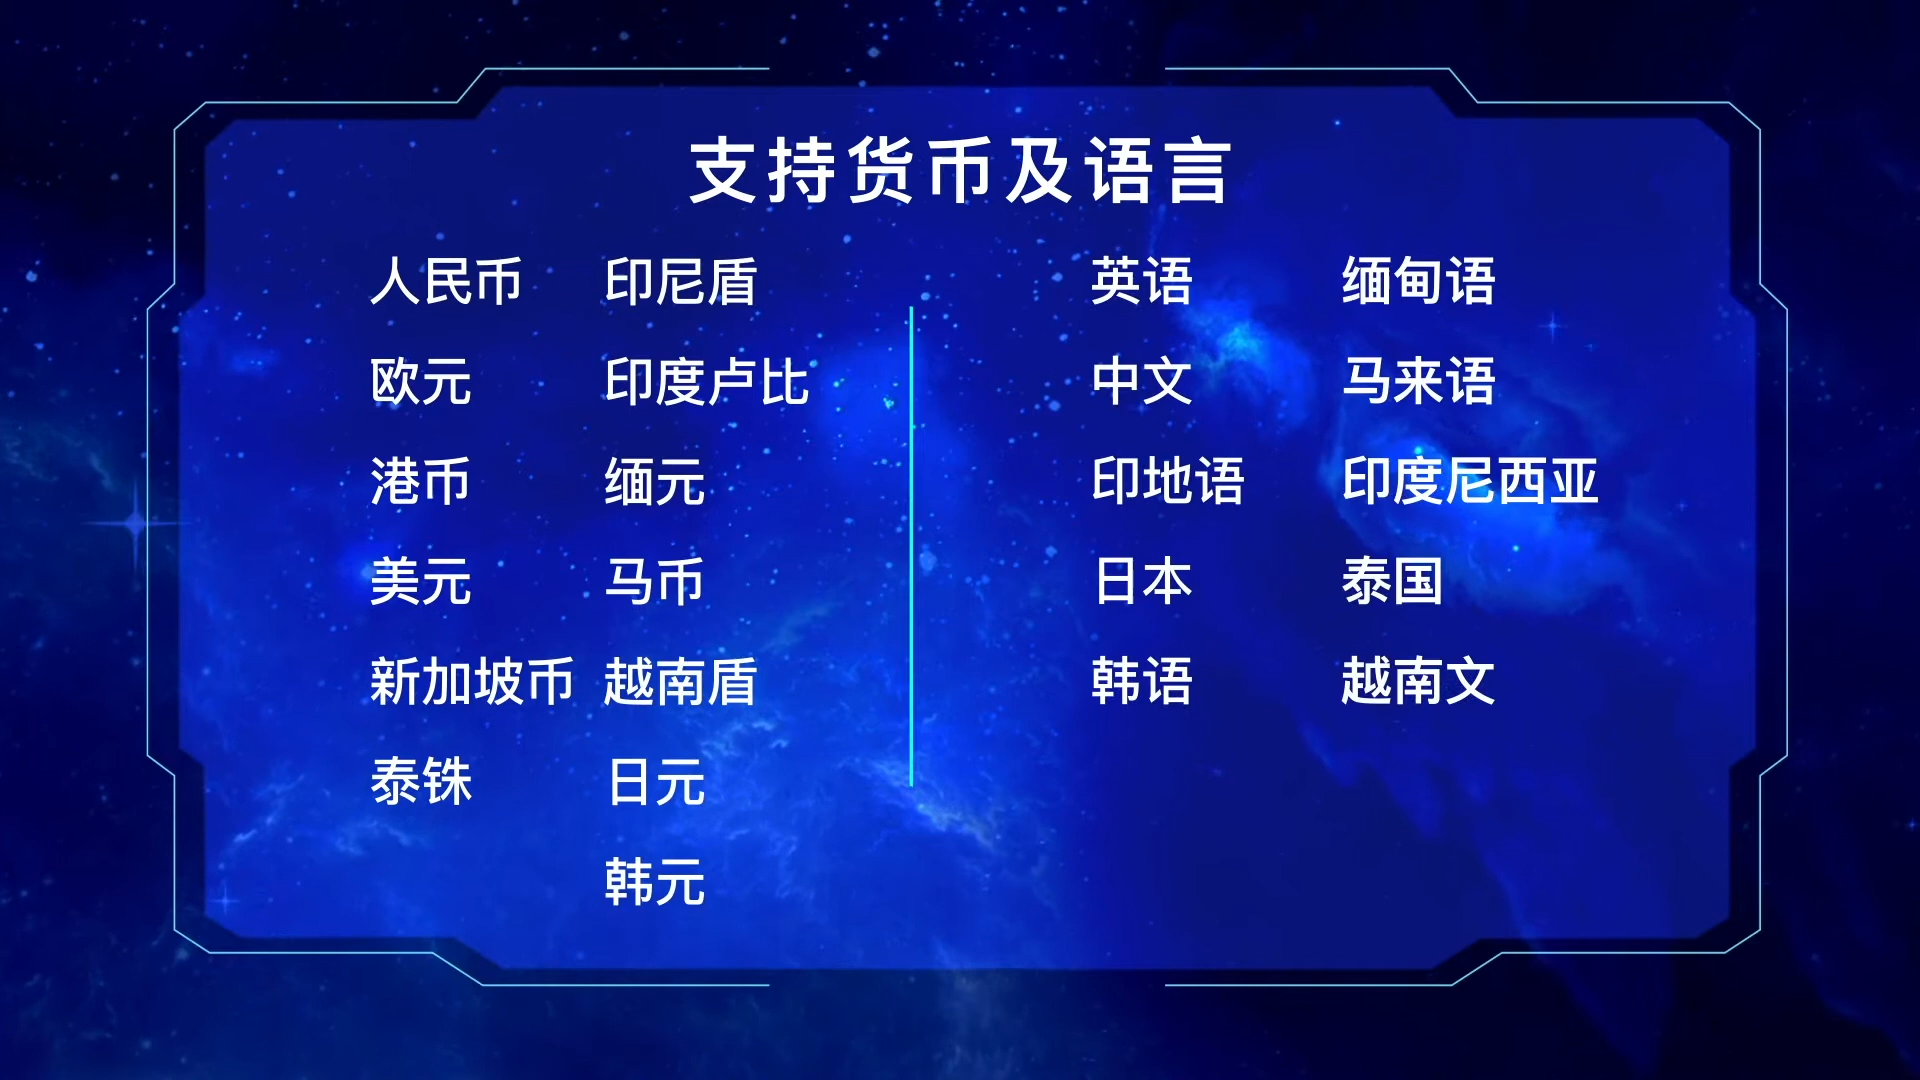 支持货币及语言
人民币 印尼盾
欧元 印度卢比
港币 缅元
美元 马币
新加坡币 越南盾
泰铢 日元
韩元
英语 缅甸语
中文 马来语
印地语 印度尼西亚
日本 泰国
韩语 越南文